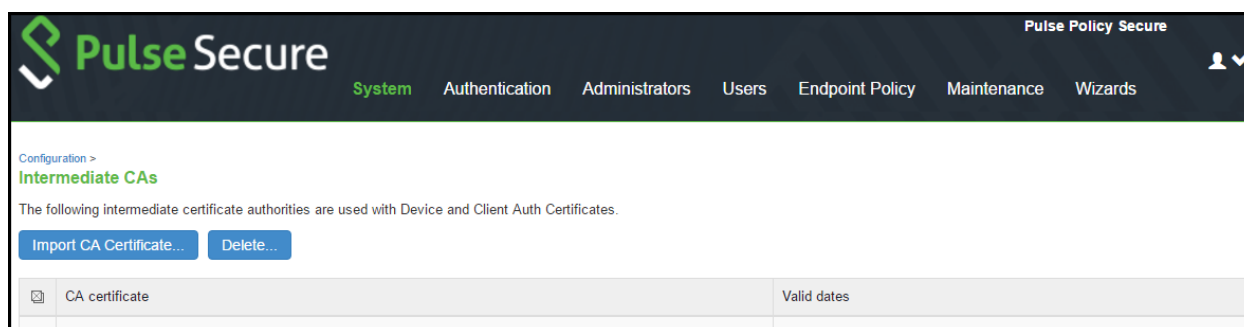 Pulse Policy Secure
Pulse Secure
System Authentication Administrators Users Endpoint Policy Maintenance Wizards
Configuration >
Intermediate CAs
The following intermediate certificate authorities are used with Device and Client Auth Certificates.
Import CA Certificate... Delete...
CA certificate Valid dates